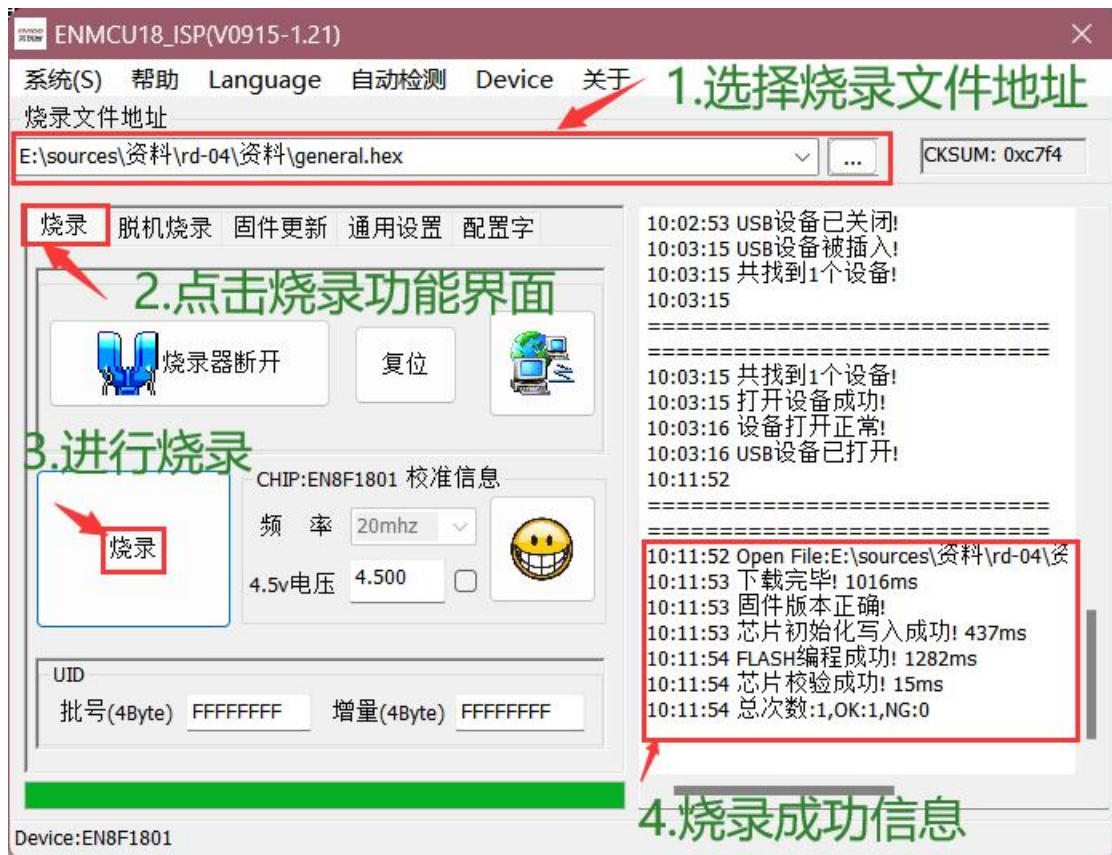 ENMCU18_ISP(V0915-1.21)
系统(S) 帮助 Language 自动检测 Device 关于
1.选择烧录文件地址
烧录文件地址
E:\sources\资料\rd-04\资料\general.hex ... CKSUM: 0xc7f4
烧录 脱机烧录 固件更新 通用设置 配置字
2.点击烧录功能界面
烧录器断开 复位
3.进行烧录
烧录
CHIP:EN8F1801 校准信息
频 率 20mhz
4.5v电压 4.500
UID
批号(4Byte) FFFFFFFF 增量(4Byte) FFFFFFFF
10:02:53 USB设备已关闭!
10:03:15 USB设备被插入!
10:03:15 共找到1个设备!
10:03:15
============================
============================
10:03:15 共找到1个设备!
10:03:15 打开设备成功!
10:03:16 设备打开正常!
10:03:16 USB设备已打开!
10:11:52
============================
============================
10:11:52 Open File:E:\sources\资料\rd-04\资
10:11:53 下载完毕! 1016ms
10:11:53 固件版本正确!
10:11:53 芯片初始化写入成功! 437ms
10:11:54 FLASH编程成功! 1282ms
10:11:54 芯片校验成功! 15ms
10:11:54 总次数:1,OK:1,NG:0
4.烧录成功信息
Device:EN8F1801